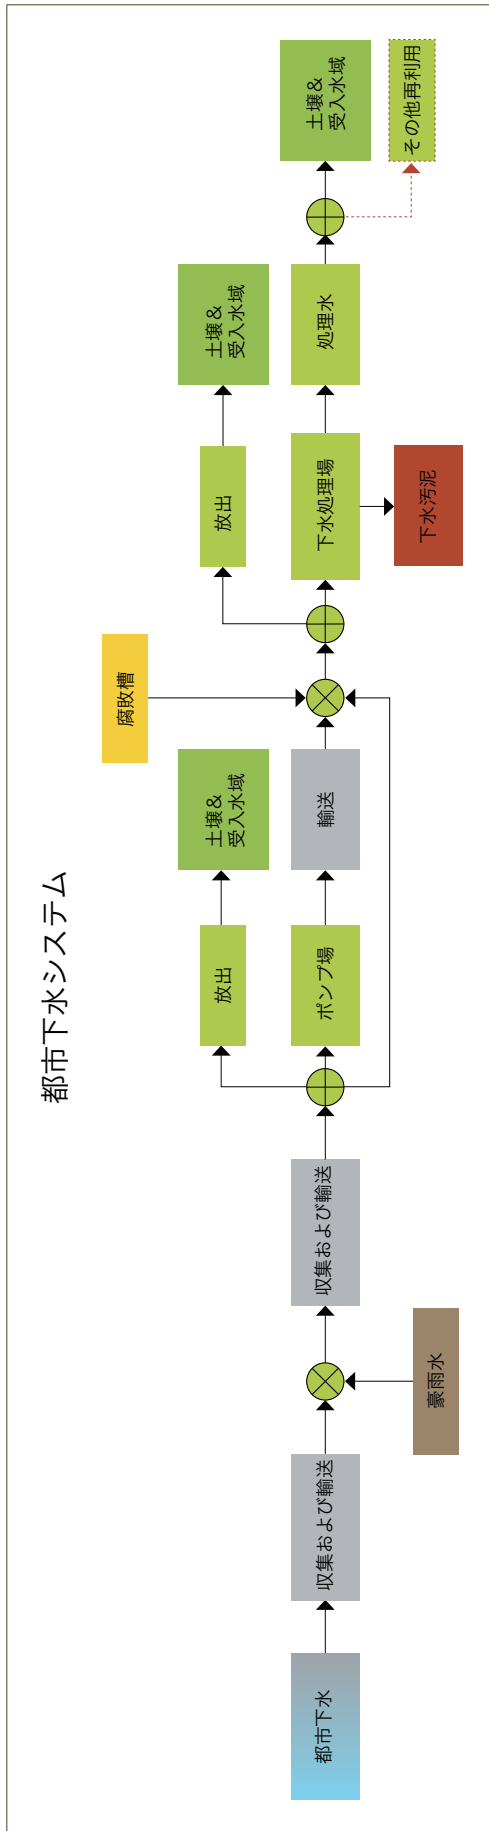 都市下水システム
都市下水
収集および輸送
豪雨水
収集および輸送
放出
土壌&
受入水域
ポンプ場
輸送
腐敗槽
放出
土壌&
受入水域
下水処理場
下水汚泥
処理水
土壌&
受入水域
その他再利用